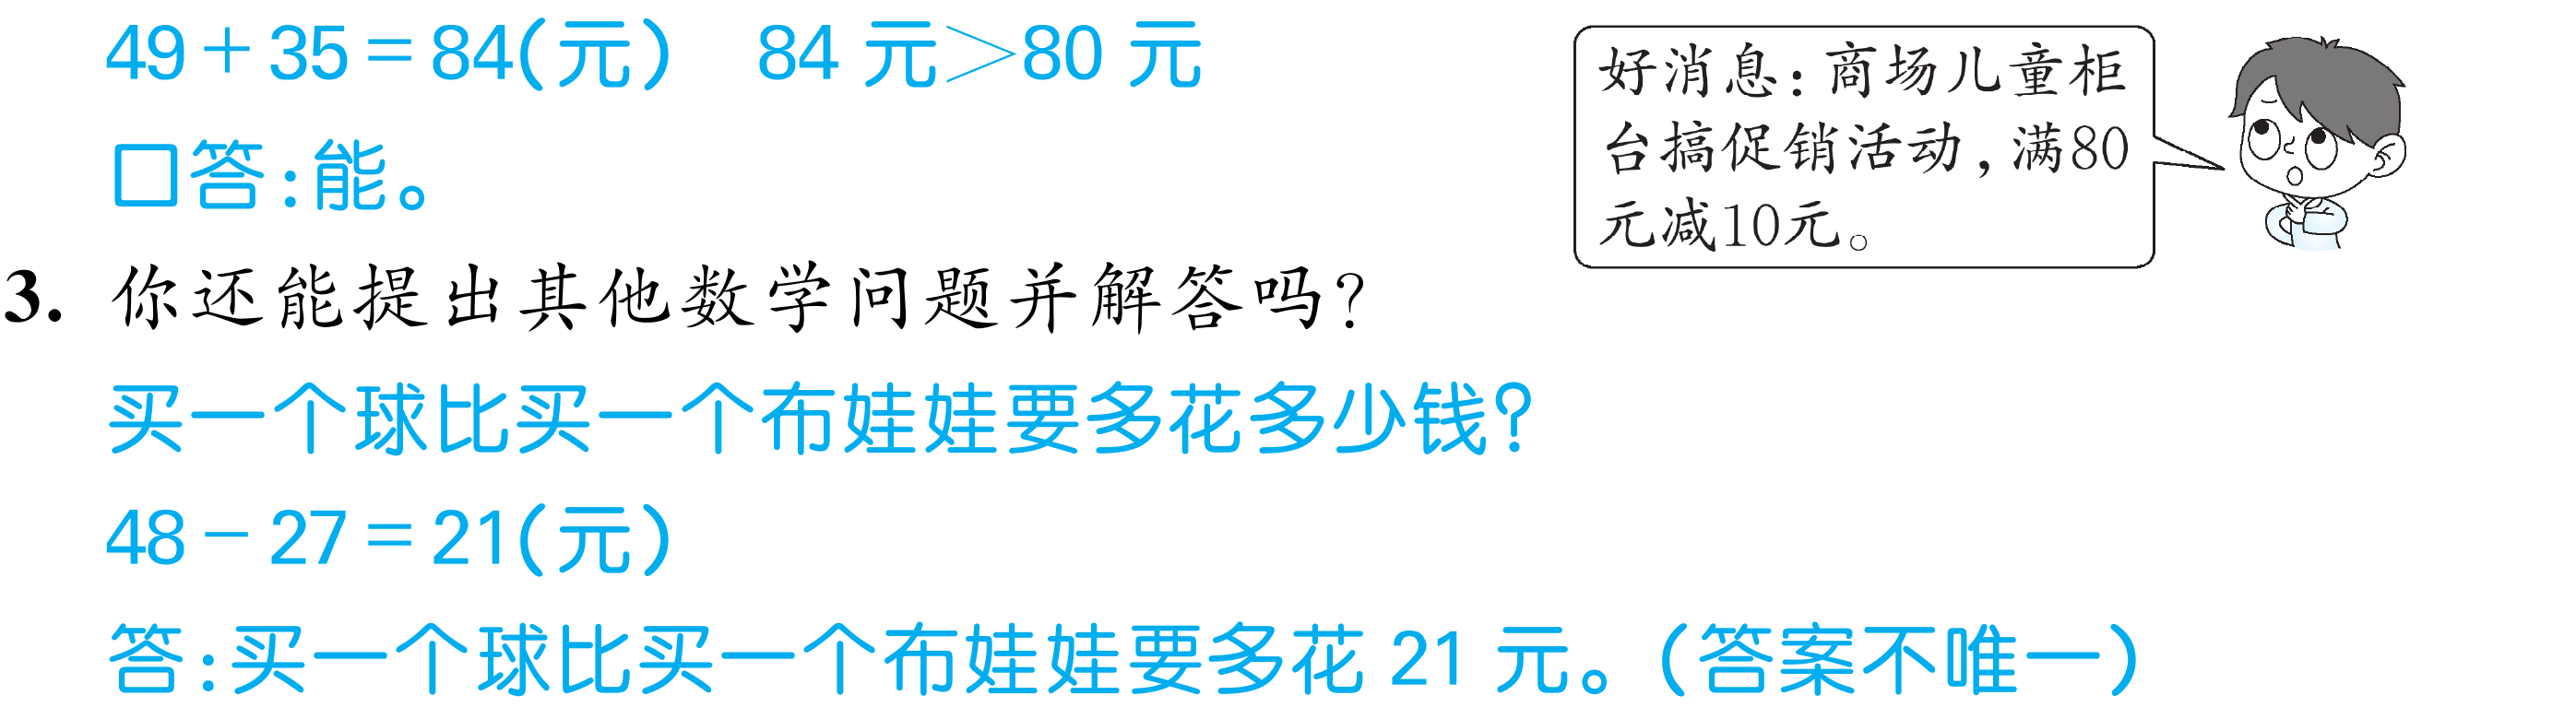 49+35=84(元) 84 元>80 元
好消息:商场儿童柜
台搞促销活动,满80
元减10元。
口答:能。
3. 你还能提出其他数学问题并解答吗?
买一个球比买一个布娃娃要多花多少钱?
48-27=21(元)
答:买一个球比买一个布娃娃要多花 21 元。(答案不唯一)